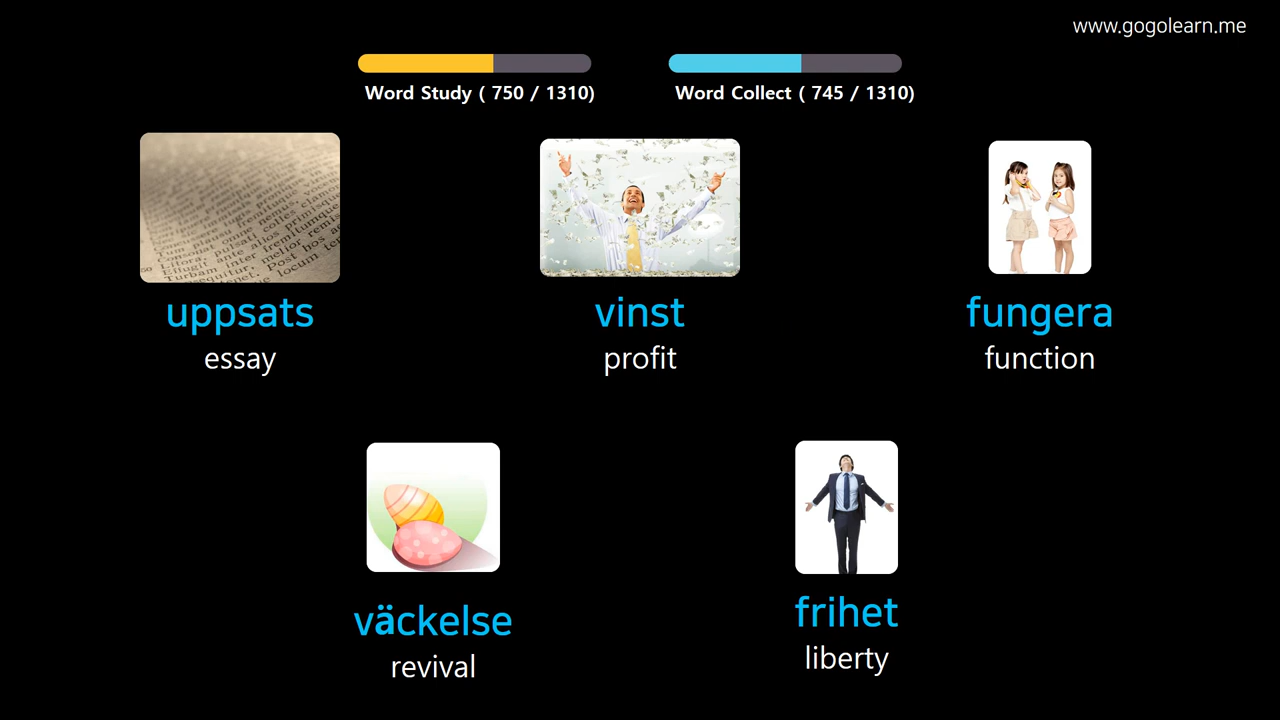 www.gogolearn.me
Word Study ( 750 / 1310)
Word Collect ( 745 / 1310)
uppsats
essay
vinst
profit
fungera
function
väckelse
revival
frihet
liberty